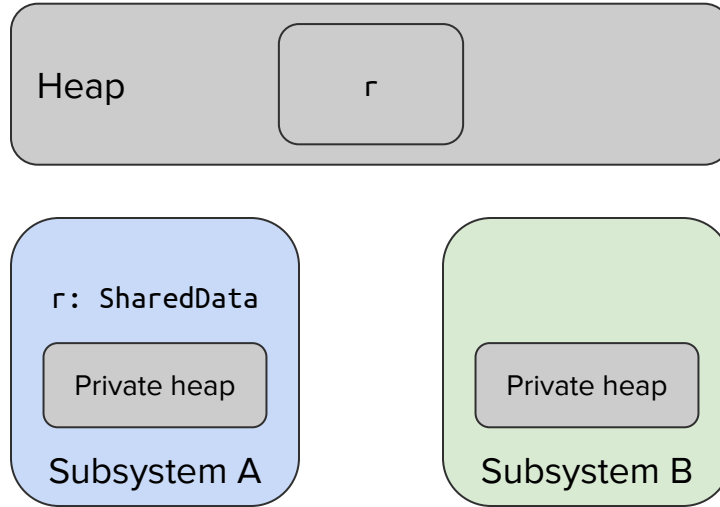 Heap
r
r: SharedData
Private heap
Private heap
Subsystem A
Subsystem B